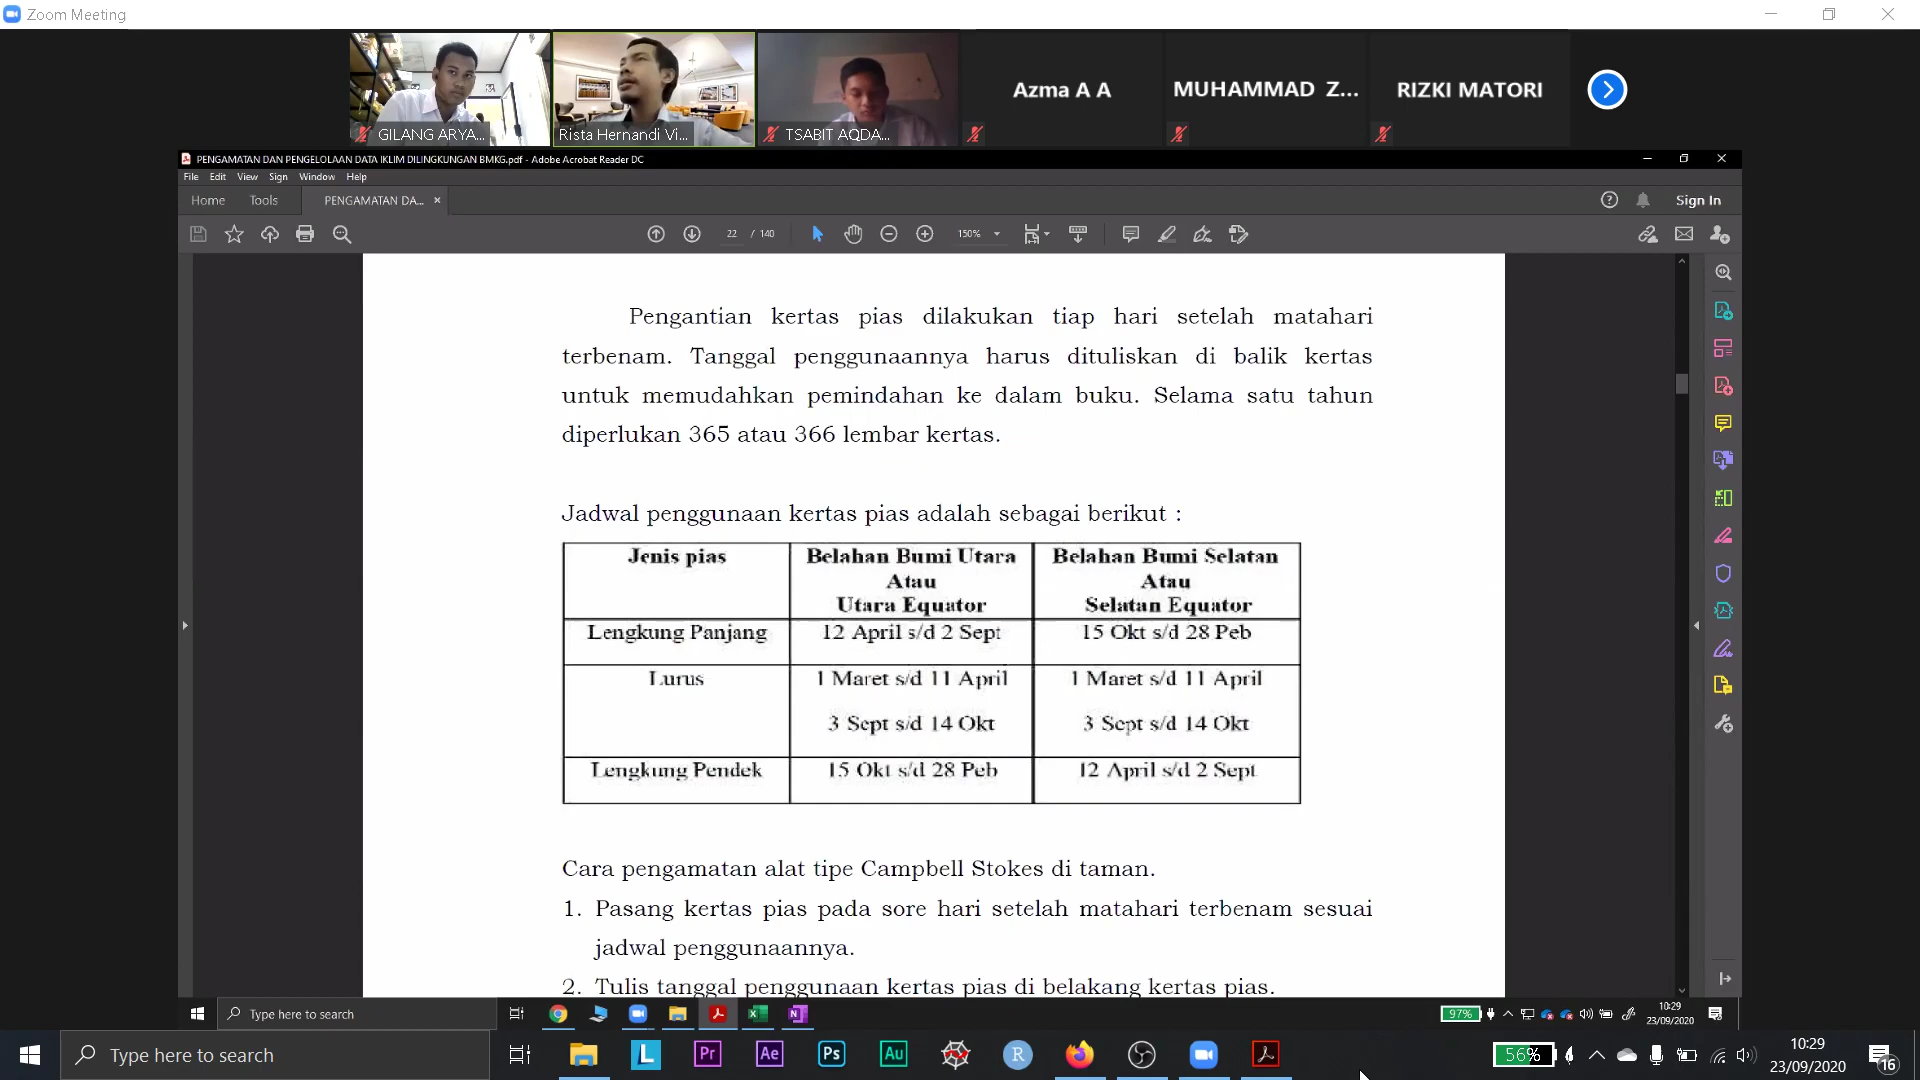 Zoom Meeting
GILANG ARYA...
Rista Hernandi Vi...
TSABIT AQDA...
Azma A A
MUHAMMAD Z...
RIZKI MATORI
PENGAMATAN DAN PENGELOLAAN DATA IKLIM DILINGKUNGAN BMKG.pdf - Adobe Acrobat Reader DC
File Edit View Sign Window Help
Home Tools PENGAMATAN DA... × Sign In
22 / 140 150%
Pengantian kertas pias dilakukan tiap hari setelah matahari
terbenam. Tanggal penggunaannya harus dituliskan di balik kertas
untuk memudahkan pemindahan ke dalam buku. Selama satu tahun
diperlukan 365 atau 366 lembar kertas.
Jadwal penggunaan kertas pias adalah sebagai berikut :
Jenis pias
Belahan Bumi Utara
Atau
Utara Equator
Belahan Bumi Selatan
Atau
Selatan Equator
Lengkung Panjang 12 April s/d 2 Sept 15 Okt s/d 28 Peb
Lurus 1 Maret s/d 11 April 1 Maret s/d 11 April
3 Sept s/d 14 Okt 3 Sept s/d 14 Okt
Lengkung Pendek 15 Okt s/d 28 Peb 12 April s/d 2 Sept
Cara pengamatan alat tipe Campbell Stokes di taman.
1. Pasang kertas pias pada sore hari setelah matahari terbenam sesuai
jadwal penggunaannya.
2. Tulis tanggal penggunaan kertas pias di belakang kertas pias.
Type here to search
97%
10:29
23/09/2020
Type here to search
L Pr Ae Ps Au R
56%
10:29
23/09/2020
16